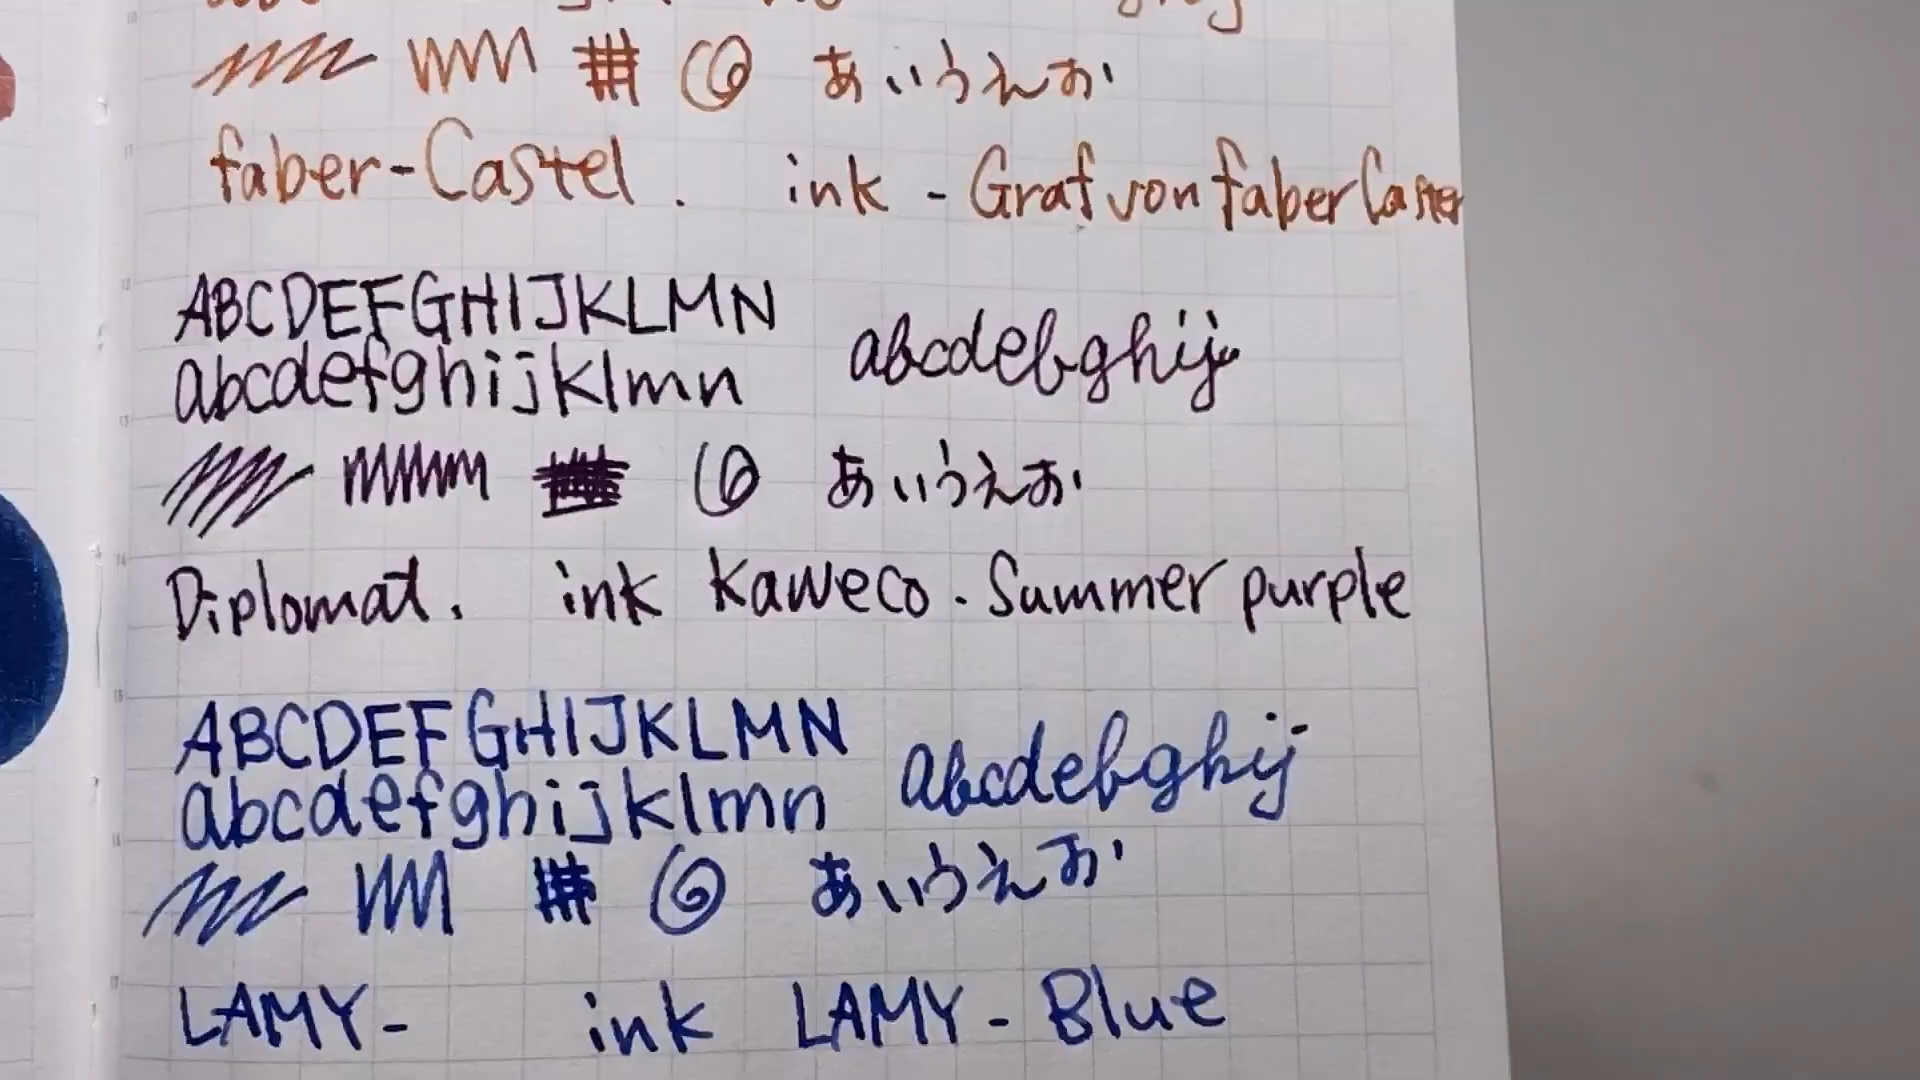 あいうえお
faber-Castel. ink - Graf von faber Castel
ABCDEFGHIJKLMN
abcdefghijklmn abcdefghij
あいうえお
Diplomat. ink Kaweco. Summer purple
ABCDEFGHIJKLMN
abcdefghijklmn abcdefghij
あいうえお
LAMY- ink LAMY - Blue